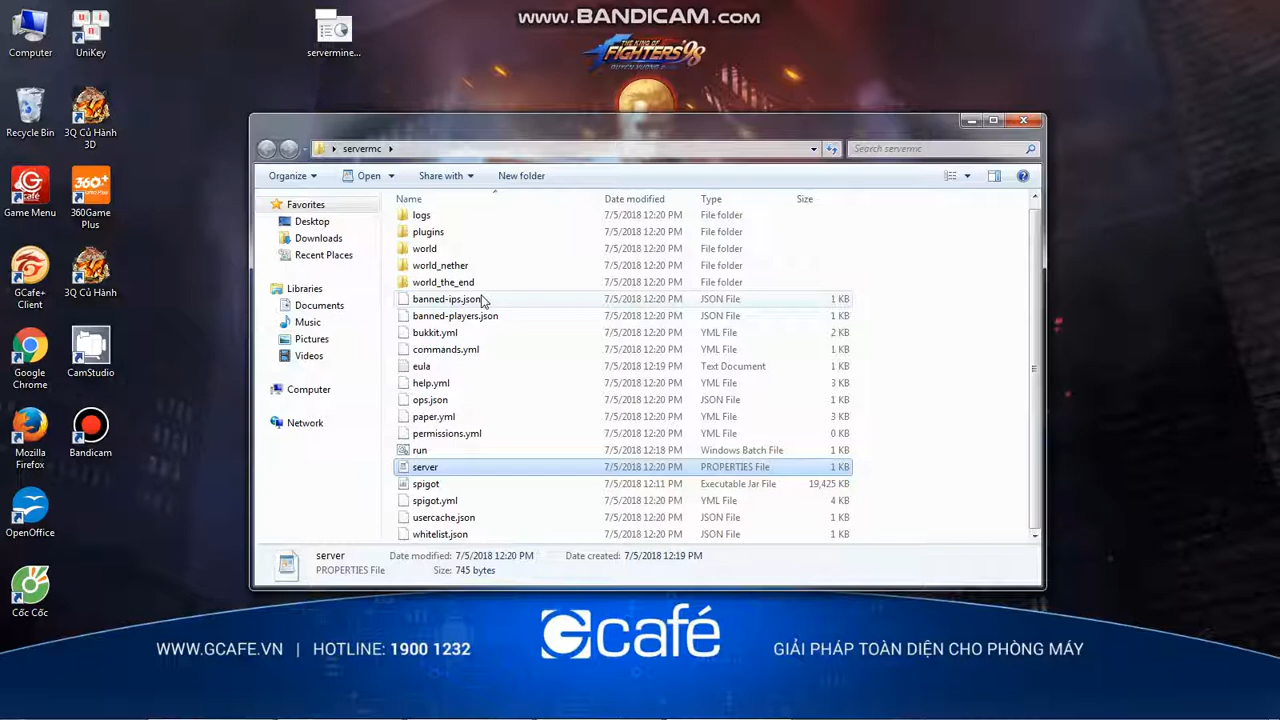 WWW.BANDICAM.COM
Computer
UniKey
servermine...
THE KING OF
FIGHTERS'98
Recycle Bin
3Q Củ Hành
3D
Game Menu
360Game
Plus
GCafe+
Client
3Q Củ Hành
Google
Chrome
CamStudio
Mozilla
Firefox
Bandicam
OpenOffice
Cốc Cốc
servermc
Search servermc
Organize
Open
Share with
New folder
Favorites
Desktop
Downloads
Recent Places
Libraries
Documents
Music
Pictures
Videos
Computer
Network
Name Date modified Type Size
logs 7/5/2018 12:20 PM File folder
plugins 7/5/2018 12:20 PM File folder
world 7/5/2018 12:20 PM File folder
world_nether 7/5/2018 12:20 PM File folder
world_the_end 7/5/2018 12:20 PM File folder
banned-ips.json 7/5/2018 12:20 PM JSON File 1 KB
banned-players.json 7/5/2018 12:20 PM JSON File 1 KB
bukkit.yml 7/5/2018 12:20 PM YML File 2 KB
commands.yml 7/5/2018 12:20 PM YML File 1 KB
eula 7/5/2018 12:19 PM Text Document 1 KB
help.yml 7/5/2018 12:20 PM YML File 3 KB
ops.json 7/5/2018 12:20 PM JSON File 1 KB
paper.yml 7/5/2018 12:20 PM YML File 3 KB
permissions.yml 7/5/2018 12:20 PM YML File 0 KB
run 7/5/2018 12:18 PM Windows Batch File 1 KB
server 7/5/2018 12:20 PM PROPERTIES File 1 KB
spigot 7/5/2018 12:11 PM Executable Jar File 19,425 KB
spigot.yml 7/5/2018 12:20 PM YML File 4 KB
usercache.json 7/5/2018 12:20 PM JSON File 1 KB
whitelist.json 7/5/2018 12:20 PM JSON File 1 KB
server Date modified: 7/5/2018 12:20 PM Date created: 7/5/2018 12:19 PM
PROPERTIES File Size: 745 bytes
WWW.GCAFE.VN | HOTLINE: 1900 1232
Gcafé
GIẢI PHÁP TOÀN DIỆN CHO PHÒNG MÁY